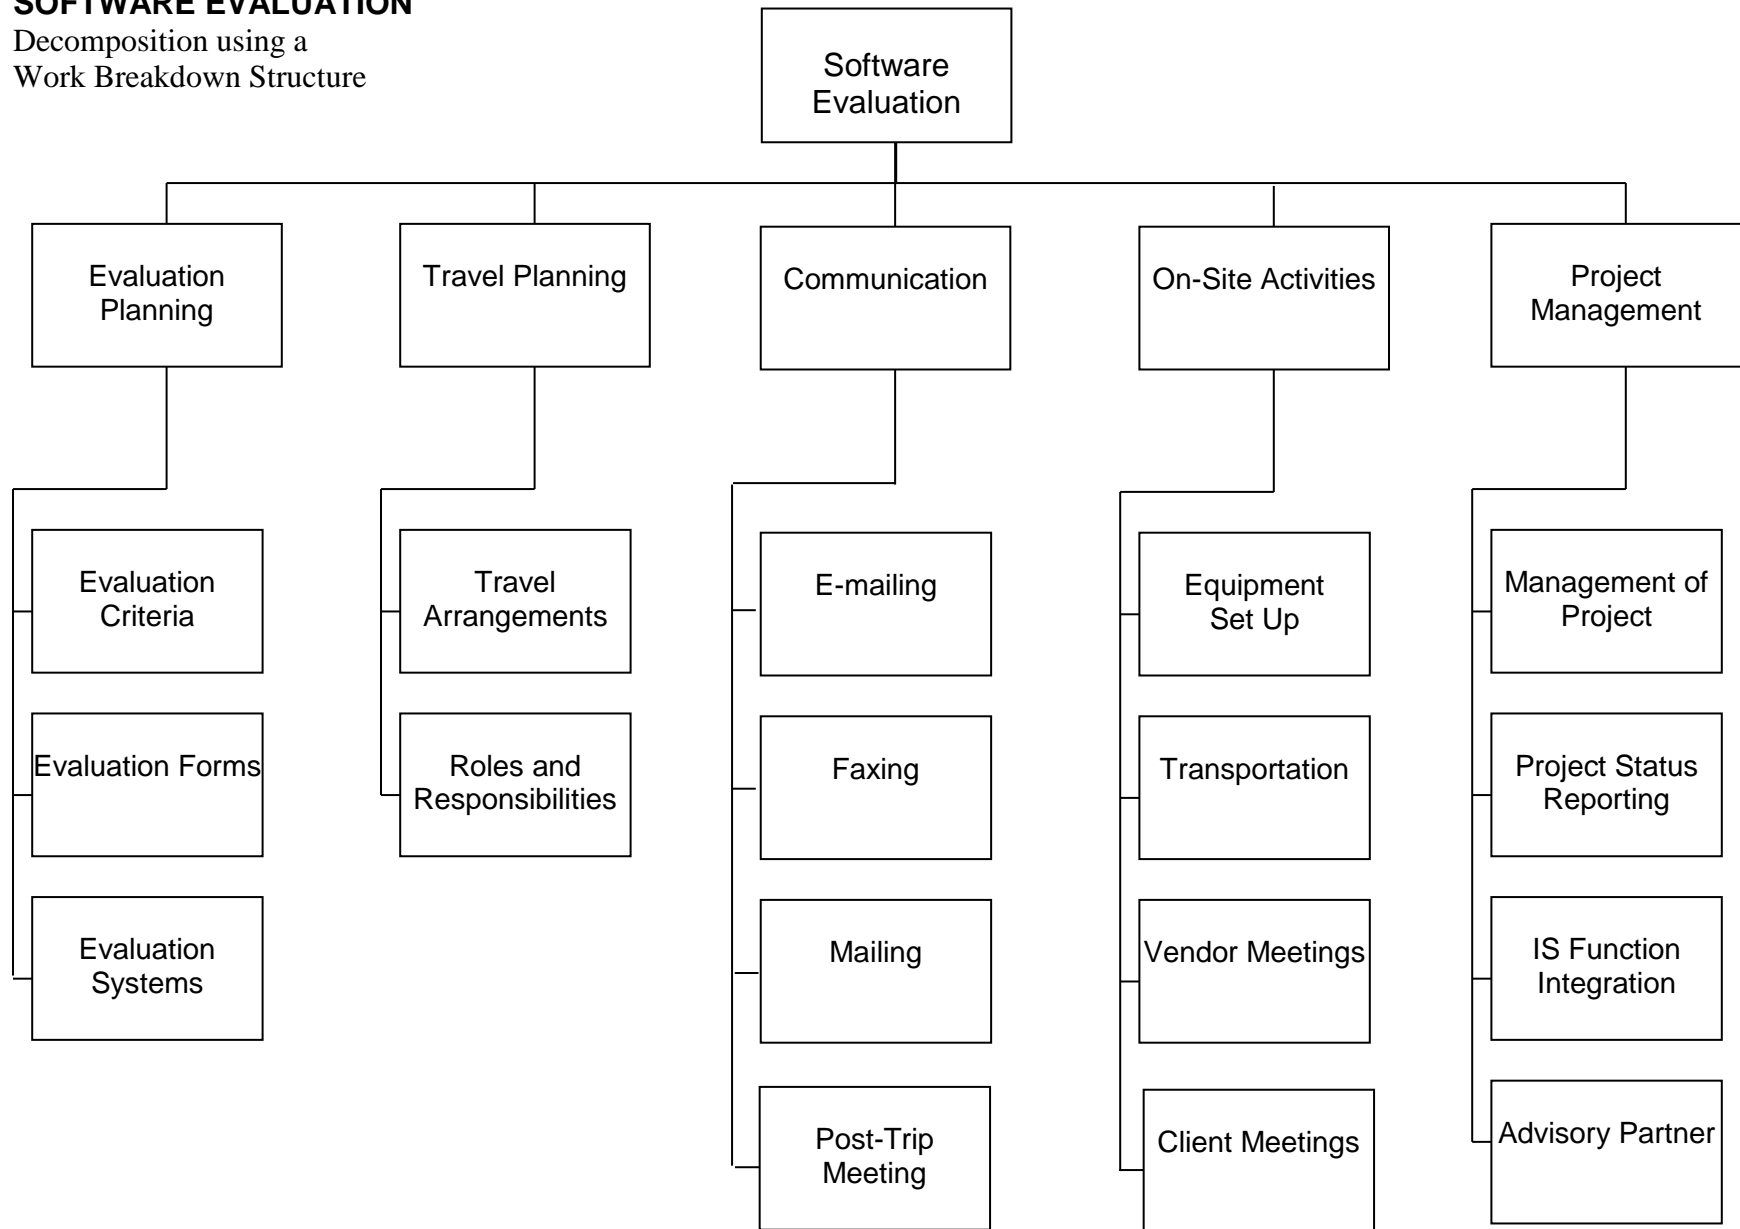 SOFTWARE EVALUATION
Decomposition using a
Work Breakdown Structure
Software
Evaluation
Evaluation
Planning
Travel Planning
Communication
On-Site Activities
Project
Management
Evaluation
Criteria
Evaluation Forms
Evaluation
Systems
Travel
Arrangements
Roles and
Responsibilities
E-mailing
Faxing
Mailing
Post-Trip
Meeting
Equipment
Set Up
Transportation
Vendor Meetings
Client Meetings
Management of
Project
Project Status
Reporting
IS Function
Integration
Advisory Partner